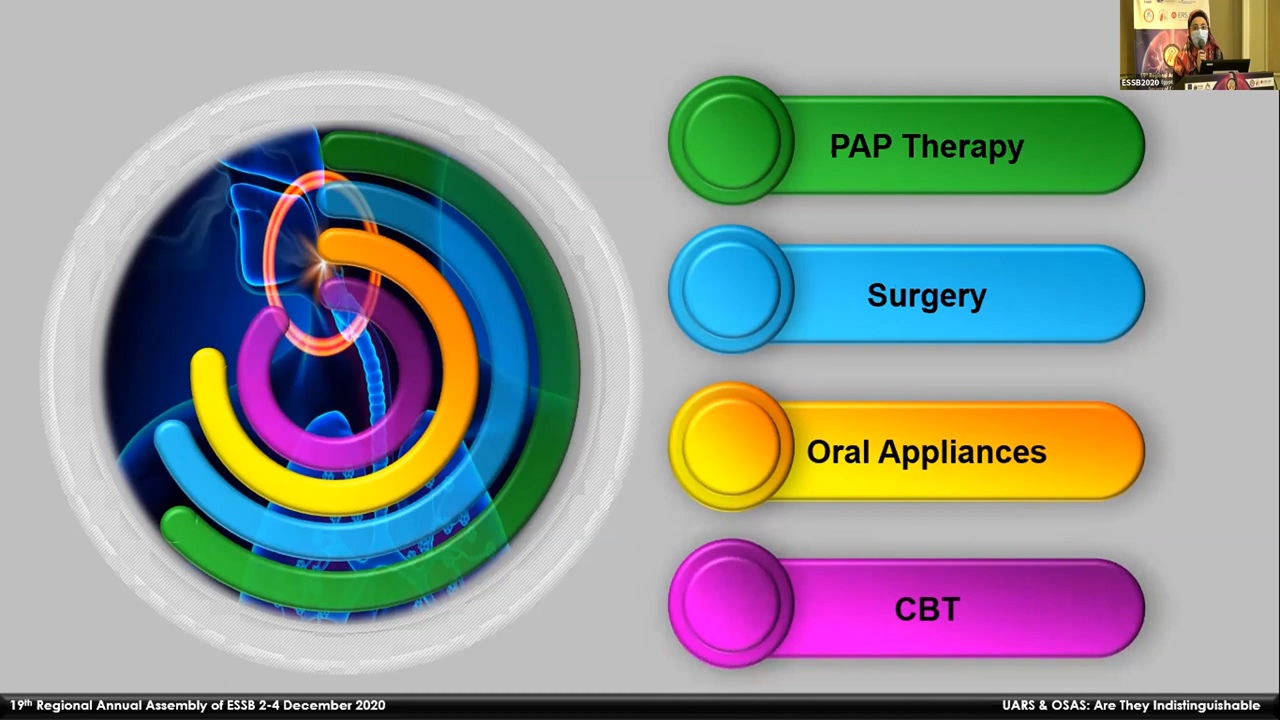 ERS
ESSB2020
PAP Therapy
Surgery
Oral Appliances
CBT
19th Regional Annual Assembly of ESSB 2-4 December 2020
UARS & OSAS: Are They Indistinguishable